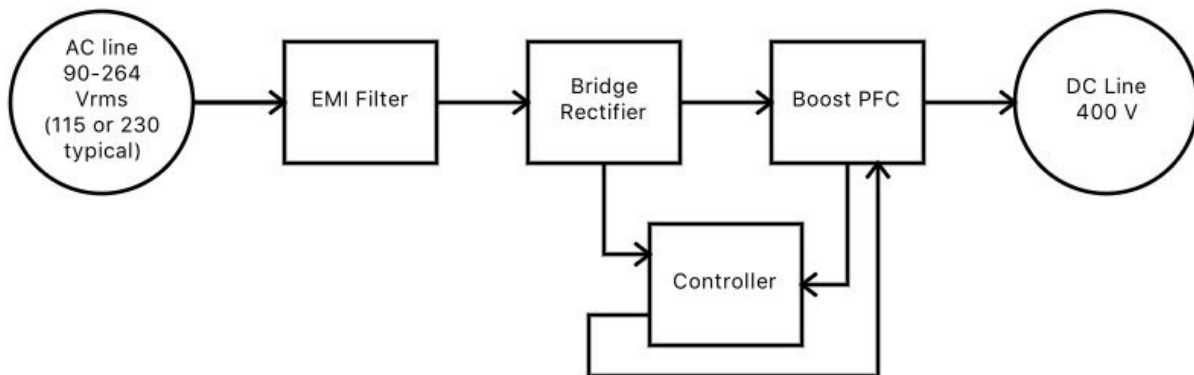 AC line
90-264
Vrms
(115 or 230
typical)
EMI Filter
Bridge
Rectifier
Boost PFC
DC Line
400 V
Controller